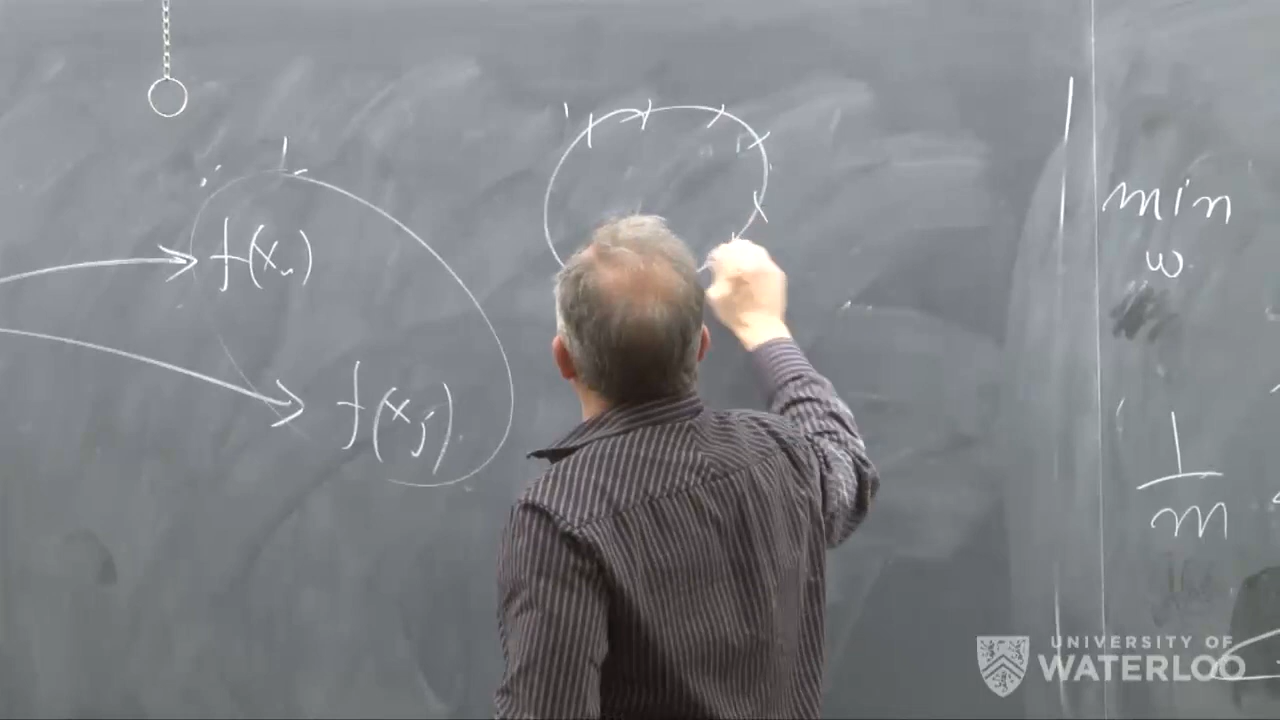 f(x_i)
f(x_j)
min
w
1
m
UNIVERSITY OF
WATERLOO